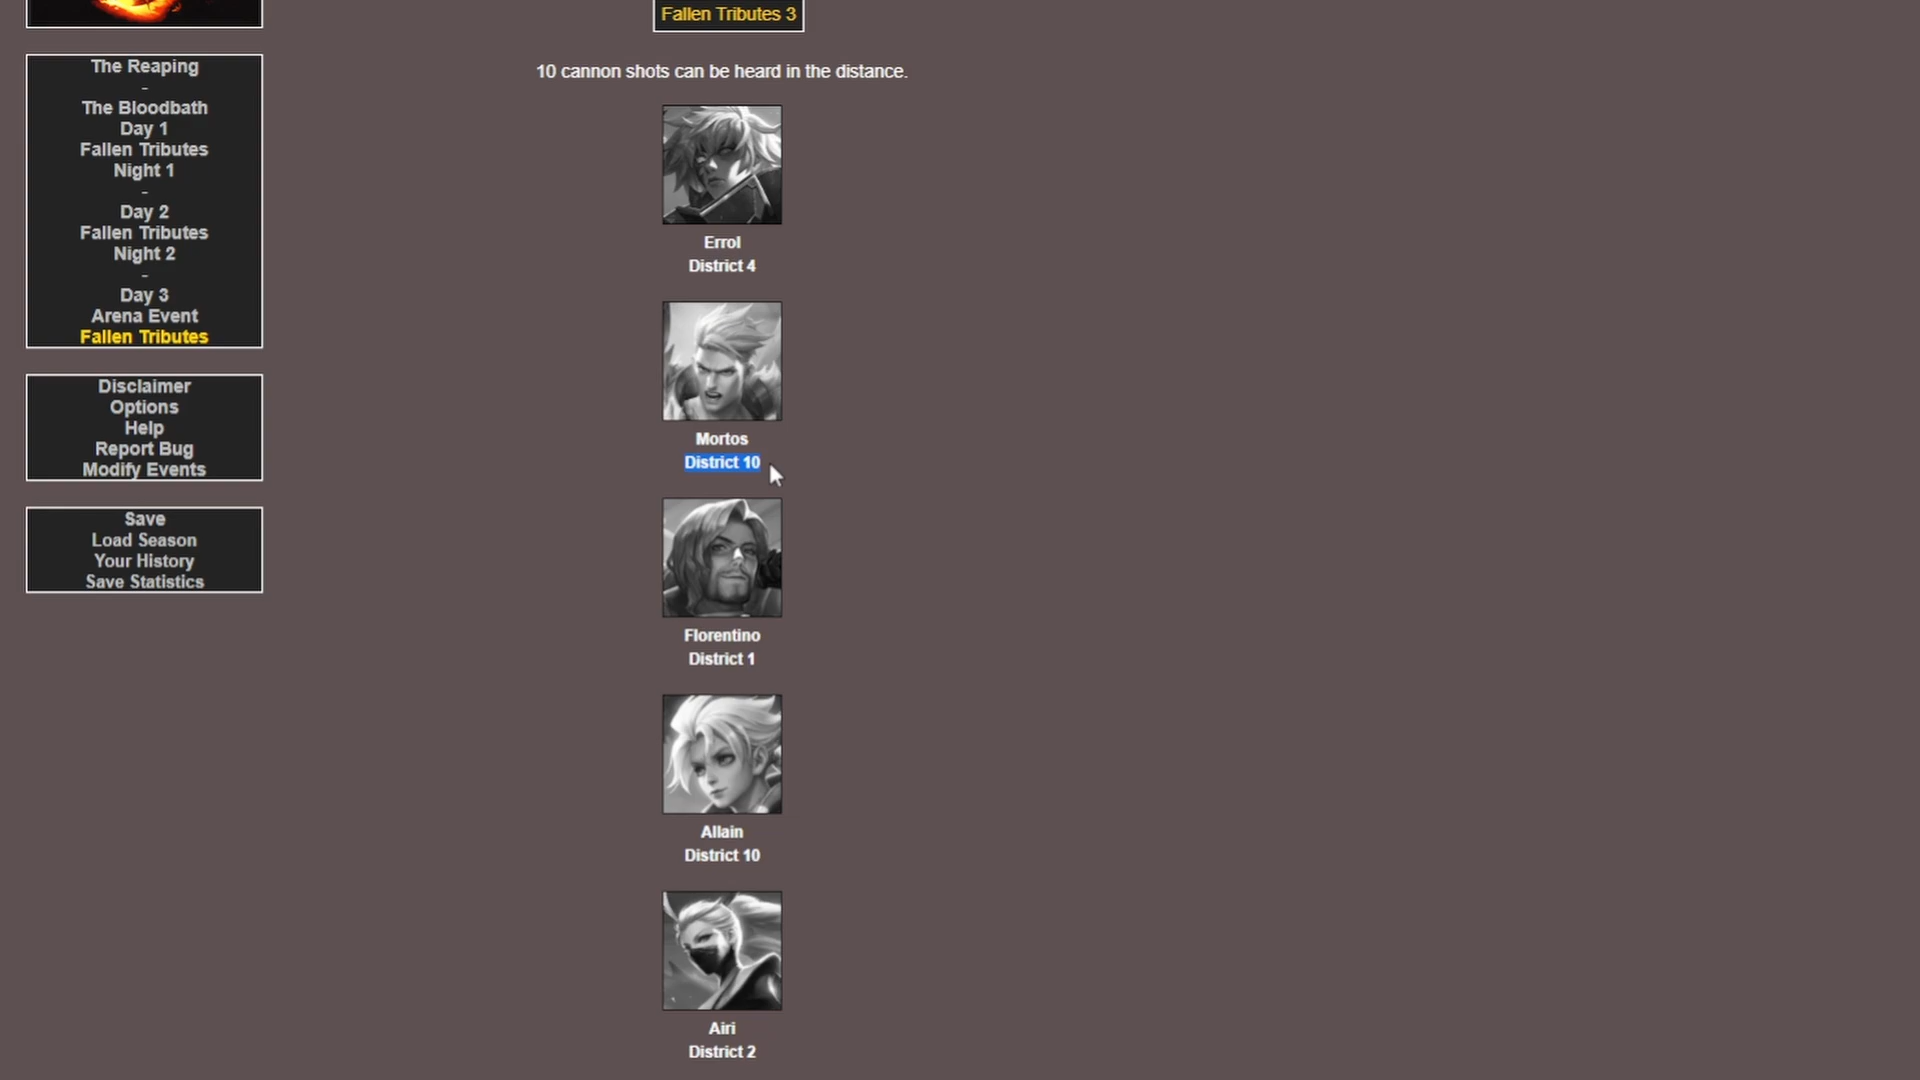 The Reaping
-
The Bloodbath
Day 1
Fallen Tributes
Night 1
-
Day 2
Fallen Tributes
Night 2
-
Day 3
Arena Event
Fallen Tributes
Disclaimer
Options
Help
Report Bug
Modify Events
Save
Load Season
Your History
Save Statistics
Fallen Tributes 3
10 cannon shots can be heard in the distance.
Errol
District 4
Mortos
District 10
Florentino
District 1
Allain
District 10
Airi
District 2